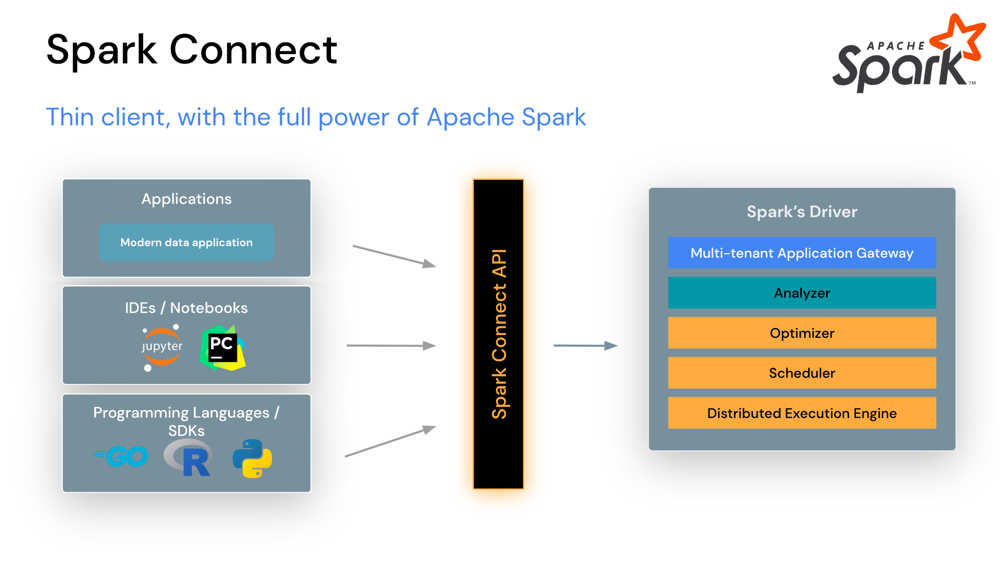 Spark Connect
APACHE
Spark™
Thin client, with the full power of Apache Spark
Applications
Modern data application
IDEs / Notebooks
jupyter
PC
Programming Languages /
SDKs
GO
R
Spark Connect API
Spark's Driver
Multi-tenant Application Gateway
Analyzer
Optimizer
Scheduler
Distributed Execution Engine